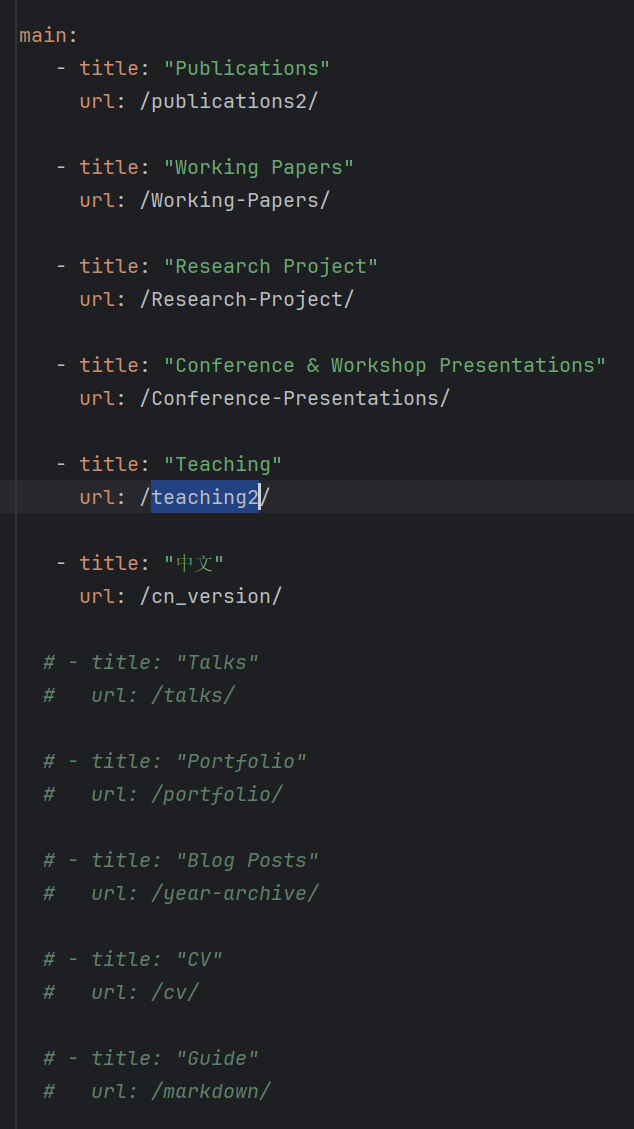 main:
- title: "Publications"
url: /publications2/
- title: "Working Papers"
url: /Working-Papers/
- title: "Research Project"
url: /Research-Project/
- title: "Conference & Workshop Presentations"
url: /Conference-Presentations/
- title: "Teaching"
url: /teaching2/
- title: "中文"
url: /cn_version/
# - title: "Talks"
#   url: /talks/
# - title: "Portfolio"
#   url: /portfolio/
# - title: "Blog Posts"
#   url: /year-archive/
# - title: "CV"
#   url: /cv/
# - title: "Guide"
#   url: /markdown/